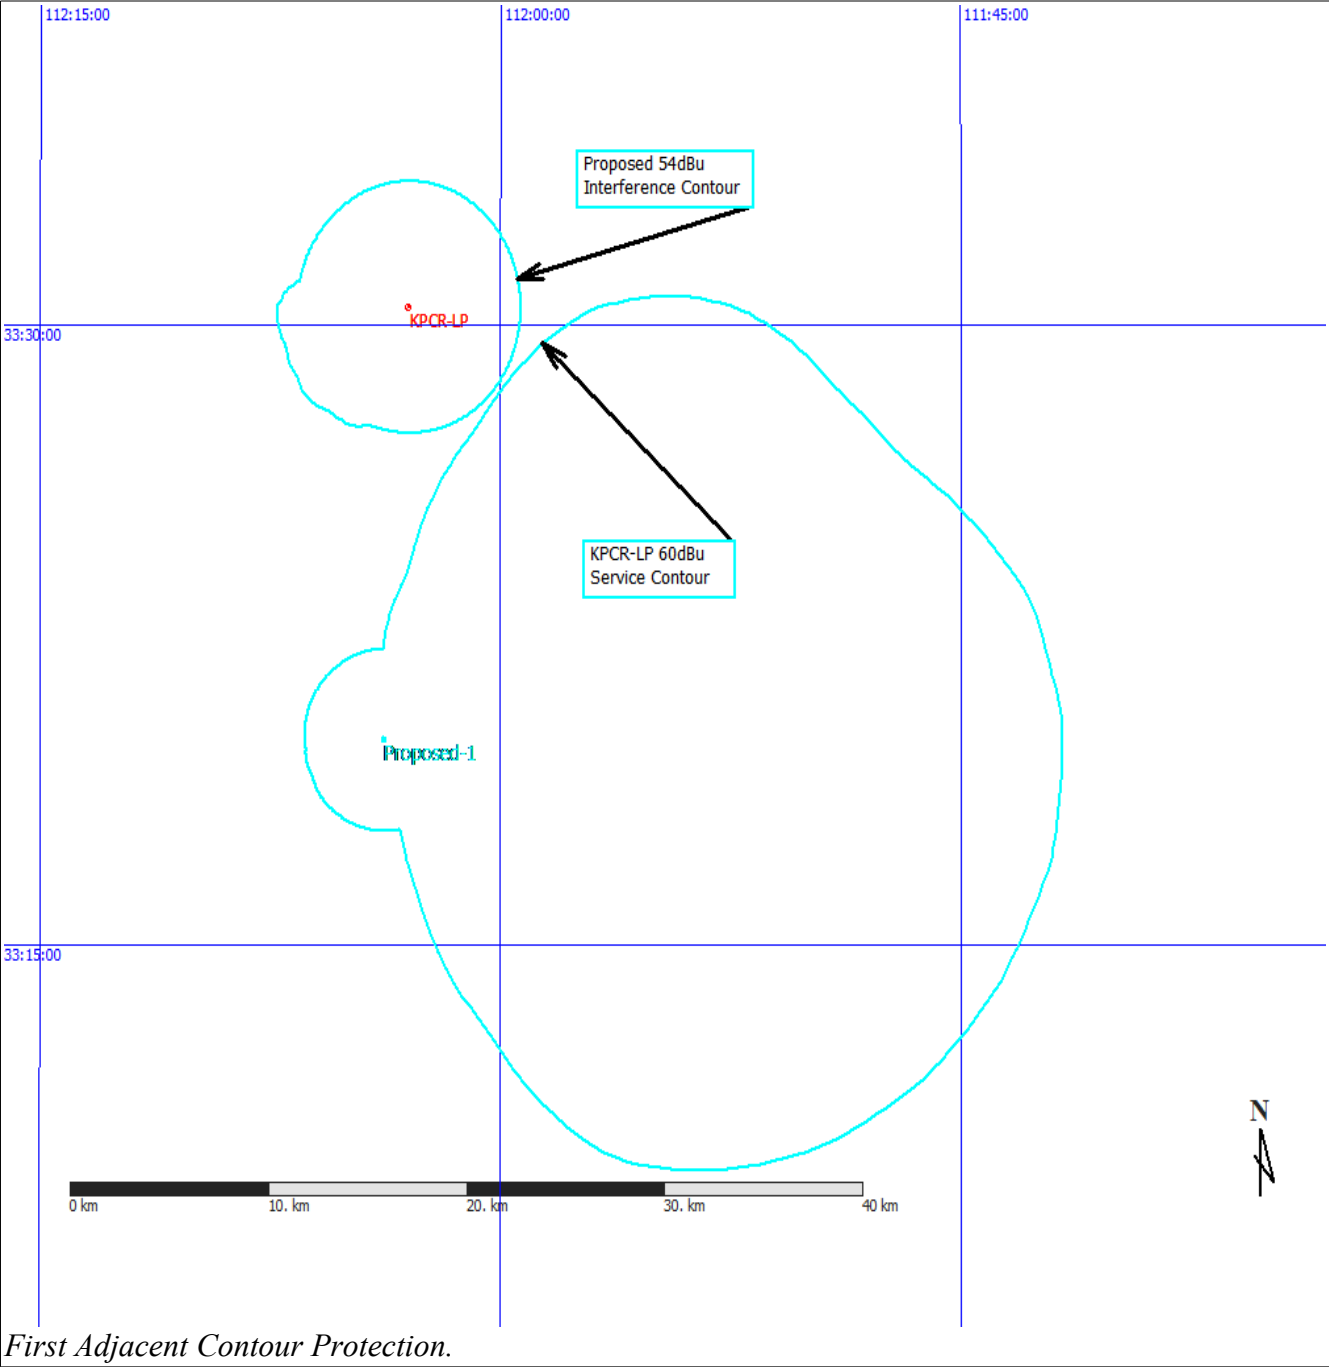 112:15:00
112:00:00
111:45:00
Proposed 54dBu
Interference Contour
KPCR-LP
33:30:00
KPCR-LP 60dBu
Service Contour
Proposed-1
33:15:00
N
0 km
10. km
20. km
30. km
40 km
First Adjacent Contour Protection.